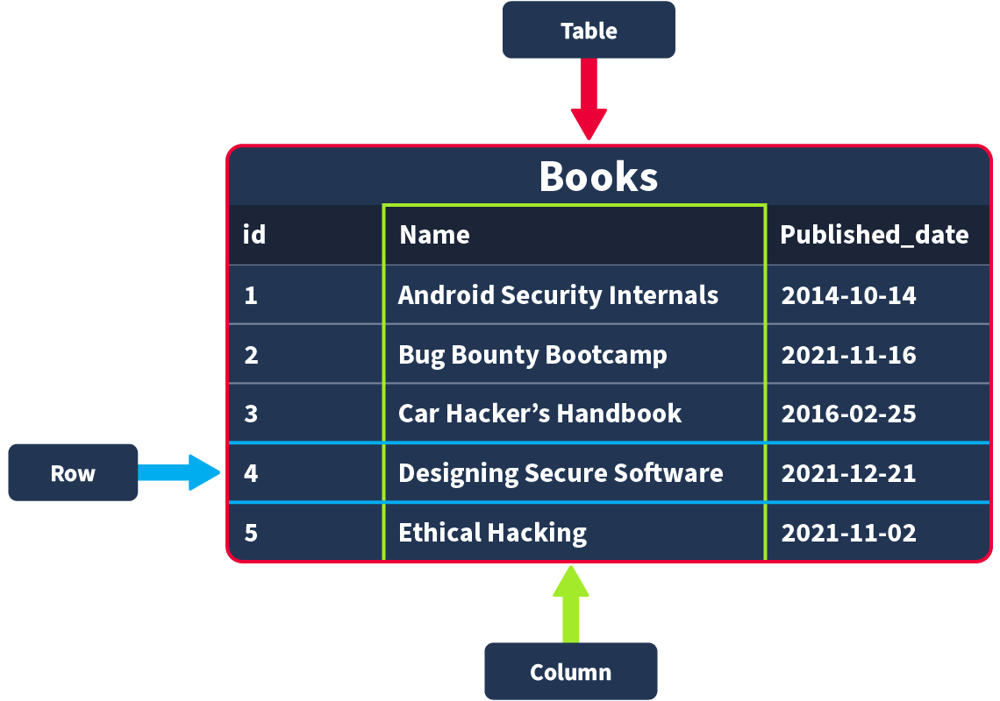 Table
Books
id Name Published_date
1 Android Security Internals 2014-10-14
2 Bug Bounty Bootcamp 2021-11-16
3 Car Hacker’s Handbook 2016-02-25
Row 4 Designing Secure Software 2021-12-21
5 Ethical Hacking 2021-11-02
Column